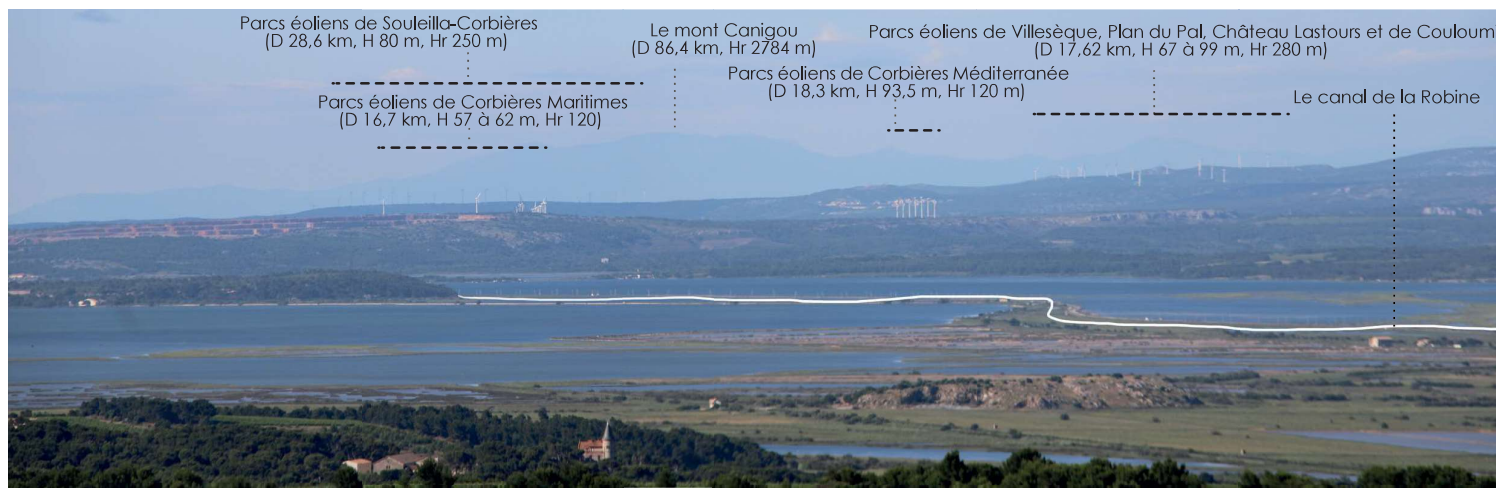 Parcs éoliens de Souleilla-Corbières
(D 28,6 km, H 80 m, Hr 250 m)
Le mont Canigou
(D 86,4 km, Hr 2784 m)
Parcs éoliens de Villesèque, Plan du Pal, Château Lastours et de Couloum
(D 17,62 km, H 67 à 99 m, Hr 280 m)
Parcs éoliens de Corbières Méditerranée
(D 18,3 km, H 93,5 m, Hr 120 m)
Parcs éoliens de Corbières Maritimes
(D 16,7 km, H 57 à 62 m, Hr 120)
Le canal de la Robine